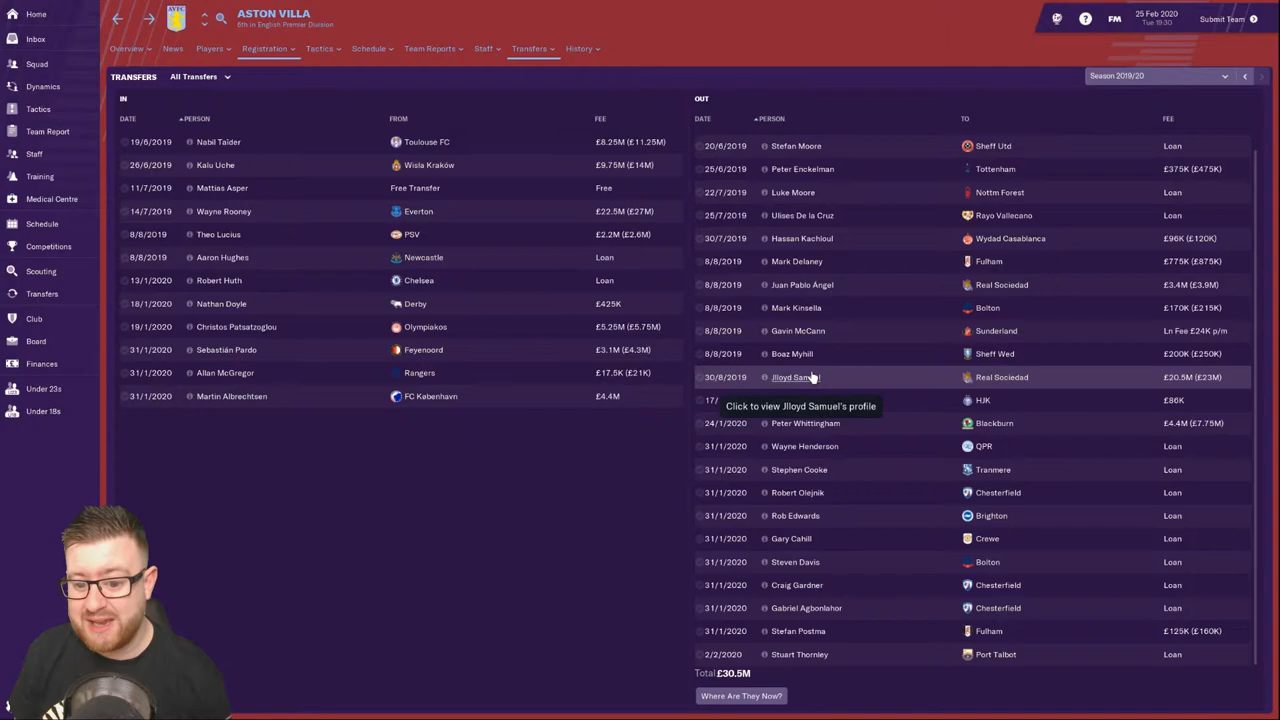 Home
Inbox
Squad
Dynamics
Tactics
Team Report
Staff
Training
Medical Centre
Schedule
Competitions
Scouting
Transfers
Club
Board
Finances
Under 23s
Under 18s
AVFC
ASTON VILLA
6th in English Premier Division
FM
25 Feb 2020
Tue 19:30
Submit Team
Overview News Players Registration Tactics Schedule Team Reports Staff Transfers History
TRANSFERS All Transfers
Season 2019/20
IN
DATE PERSON FROM FEE
19/6/2019 Nabil Taïder Toulouse FC £8.25M (£11.25M)
26/6/2019 Kalu Uche Wisła Kraków £9.75M (£14M)
11/7/2019 Mattias Asper Free Transfer Free
14/7/2019 Wayne Rooney Everton £22.5M (£27M)
8/8/2019 Theo Lucius PSV £2.2M (£2.6M)
8/8/2019 Aaron Hughes Newcastle Loan
13/1/2020 Robert Huth Chelsea Loan
18/1/2020 Nathan Doyle Derby £425K
19/1/2020 Christos Patsatzoglou Olympiakos £5.25M (£5.75M)
31/1/2020 Sebastián Pardo Feyenoord £3.1M (£4.3M)
31/1/2020 Allan McGregor Rangers £17.5K (£21K)
31/1/2020 Martin Albrechtsen FC København £4.4M
OUT
DATE PERSON TO FEE
20/6/2019 Stefan Moore Sheff Utd Loan
25/6/2019 Peter Enckelman Tottenham £375K (£475K)
22/7/2019 Luke Moore Nottm Forest Loan
25/7/2019 Ulises De la Cruz Rayo Vallecano Loan
30/7/2019 Hassan Kachloul Wydad Casablanca £96K (£120K)
8/8/2019 Mark Delaney Fulham £775K (£875K)
8/8/2019 Juan Pablo Ángel Real Sociedad £3.4M (£3.9M)
8/8/2019 Mark Kinsella Bolton £170K (£215K)
8/8/2019 Gavin McCann Sunderland Ln Fee £24K p/m
8/8/2019 Boaz Myhill Sheff Wed £200K (£250K)
30/8/2019 Jlloyd Samuel Real Sociedad £20.5M (£23M)
17/ HJK £86K
Click to view Jlloyd Samuel's profile
24/1/2020 Peter Whittingham Blackburn £4.4M (£7.75M)
31/1/2020 Wayne Henderson QPR Loan
31/1/2020 Stephen Cooke Tranmere Loan
31/1/2020 Robert Olejnik Chesterfield Loan
31/1/2020 Rob Edwards Brighton Loan
31/1/2020 Gary Cahill Crewe Loan
31/1/2020 Steven Davis Bolton Loan
31/1/2020 Craig Gardner Chesterfield Loan
31/1/2020 Gabriel Agbonlahor Chesterfield Loan
31/1/2020 Stefan Postma Fulham £125K (£160K)
2/2/2020 Stuart Thornley Port Talbot Loan
Total £30.5M
Where Are They Now?